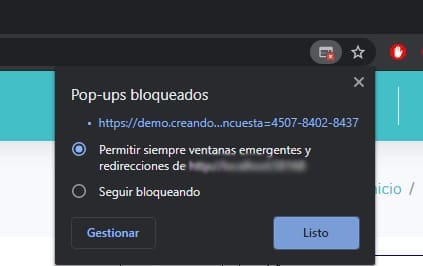 Pop-ups bloqueados
https://demo.creando...ncuesta=4507-8402-8437
Permitir siempre ventanas emergentes y
redirecciones de
Seguir bloqueando
nicio /
Gestionar
Listo